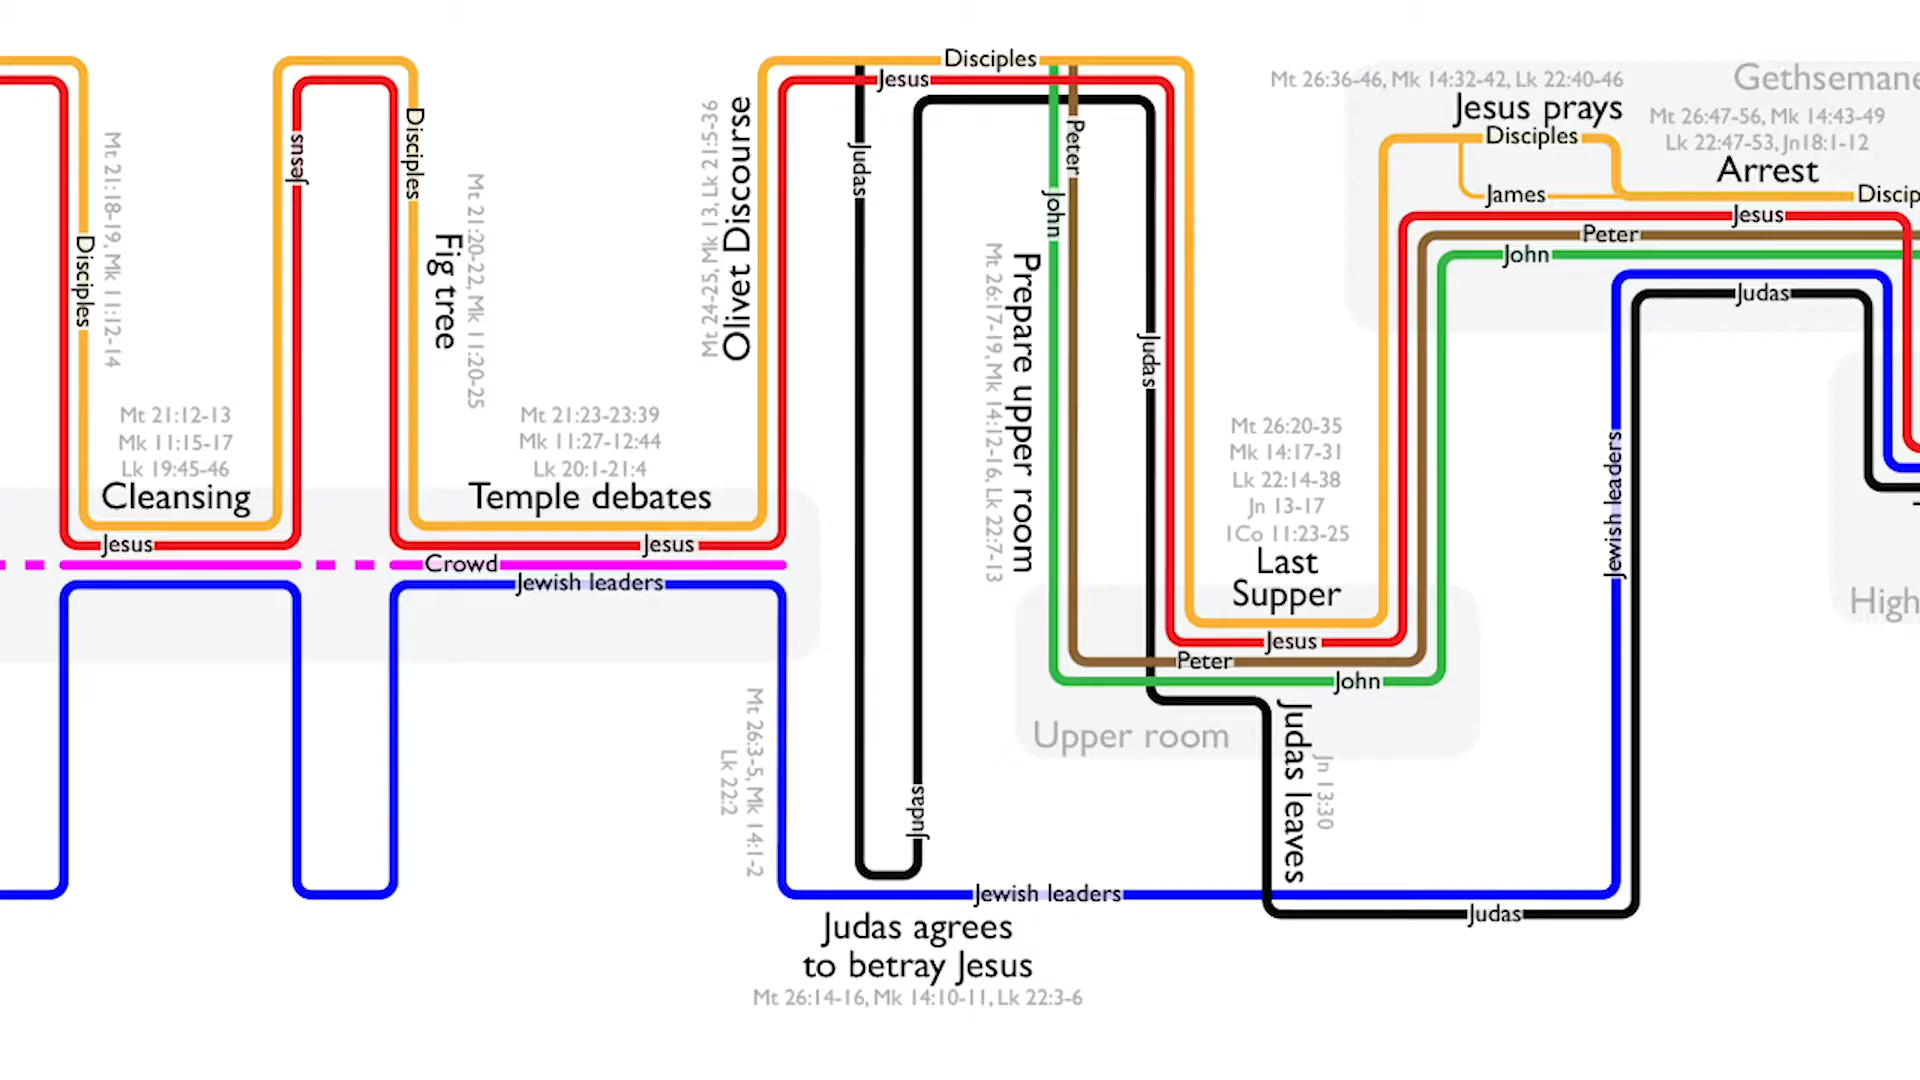 Disciples
Mt 21:18-19, Mk 11:12-14
Mt 21:12-13
Mk 11:15-17
Lk 19:45-46
Cleansing
Jesus
Jesus
Disciples
Fig tree
Mt 21:20-22, Mk 11:20-25
Mt 21:23-23:39
Mk 11:27-12:44
Lk 20:1-21:4
Temple debates
Jesus
Crowd
Jewish leaders
Mt 24-25, Mk 13, Lk 21:5-36
Olivet Discourse
Mt 26:3-5, Mk 14:1-2
Lk 22:2
Disciples
Jesus
Judas
Judas
Jewish leaders
Judas agrees
to betray Jesus
Mt 26:14-16, Mk 14:10-11, Lk 22:3-6
Peter
John
Prepare upper room
Mt 26:17-19, Mk 14:12-16, Lk 22:7-13
Judas
Mt 26:20-35
Mk 14:17-31
Lk 22:14-38
Jn 13-17
1Co 11:23-25
Last
Supper
Jesus
Peter
John
Upper room
Judas leaves
Jn 13:30
Judas
Jewish leaders
Mt 26:36-46, Mk 14:32-42, Lk 22:40-46
Gethsemane
Jesus prays
Mt 26:47-56, Mk 14:43-49
Lk 22:47-53, Jn18:1-12
Disciples
Arrest
James
Discip
Jesus
Peter
John
Judas
High